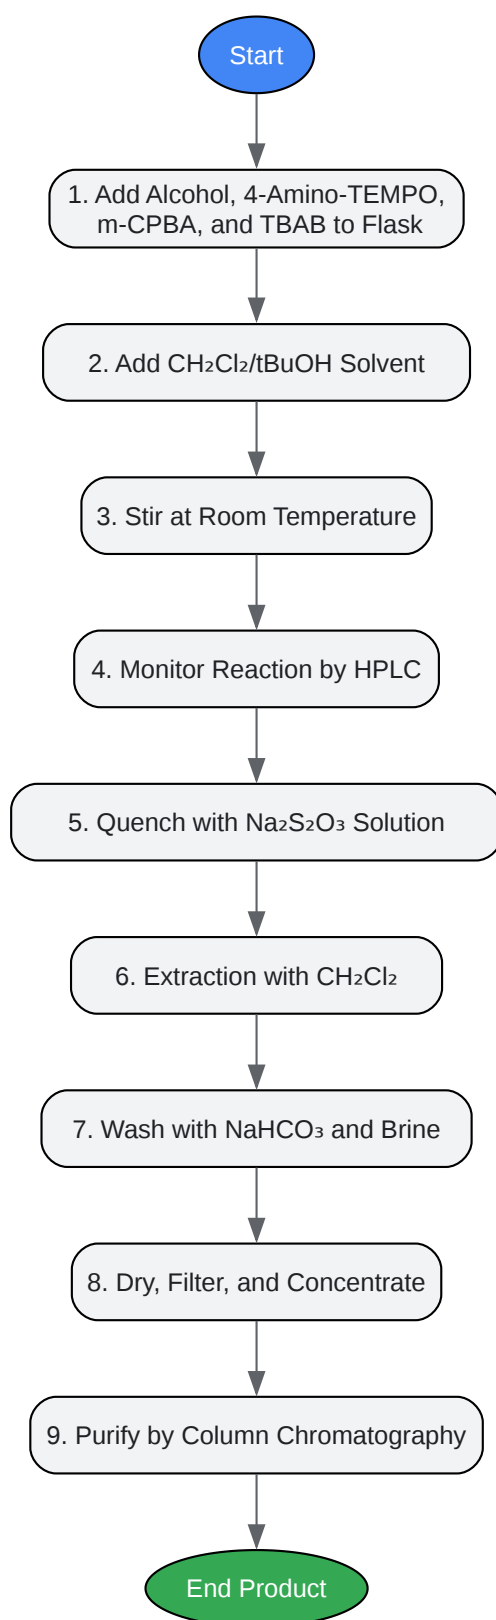 Start
1. Add Alcohol, 4-Amino-TEMPO,
m-CPBA, and TBAB to Flask
2. Add CH₂Cl₂/tBuOH Solvent
3. Stir at Room Temperature
4. Monitor Reaction by HPLC
5. Quench with Na₂S₂O₃ Solution
6. Extraction with CH₂Cl₂
7. Wash with NaHCO₃ and Brine
8. Dry, Filter, and Concentrate
9. Purify by Column Chromatography
End Product